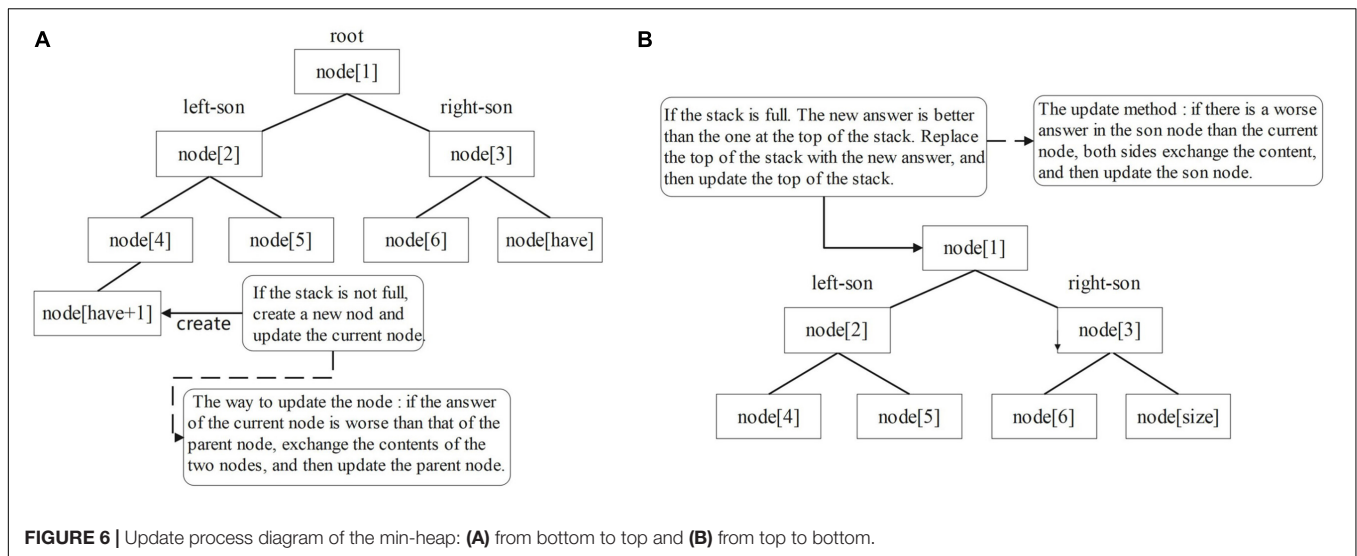 A
root
node[1]
left-son
right-son
node[2]
node[3]
node[4]
node[5]
node[6]
node[have]
node[have+1]
create
If the stack is not full,
create a new nod and
update the current node.
The way to update the node : if the answer
of the current node is worse than that of the
parent node, exchange the contents of the
two nodes, and then update the parent node.
B
If the stack is full. The new answer is better
than the one at the top of the stack. Replace
the top of the stack with the new answer, and
then update the top of the stack.
The update method : if there is a worse
answer in the son node than the current
node, both sides exchange the content,
and then update the son node.
node[1]
left-son
right-son
node[2]
node[3]
node[4]
node[5]
node[6]
node[size]
FIGURE 6 | Update process diagram of the min-heap: (A) from bottom to top and (B) from top to bottom.